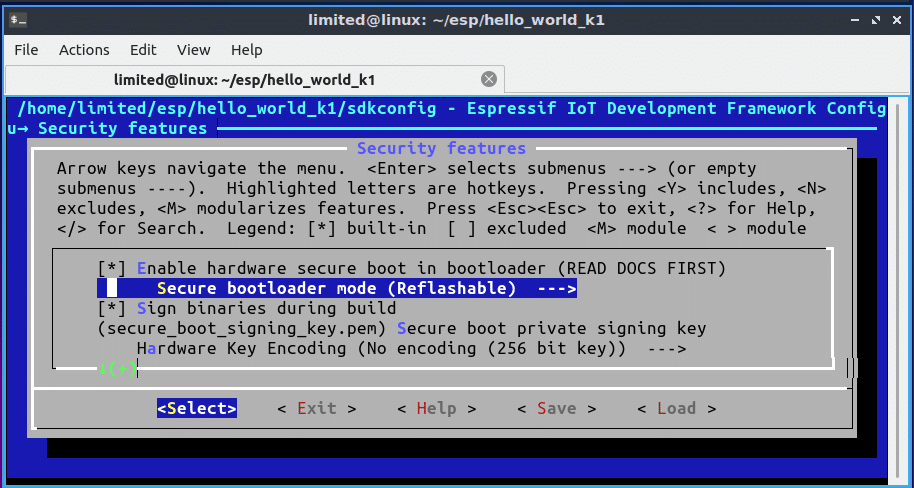 limited@linux: ~/esp/hello_world_k1
File Actions Edit View Help
limited@linux: ~/esp/hello_world_k1
/home/limited/esp/hello_world_k1/sdkconfig - Espressif IoT Development Framework Config
u→ Security features
Security features
Arrow keys navigate the menu. <Enter> selects submenus ---> (or empty
submenus ----). Highlighted letters are hotkeys. Pressing <Y> includes, <N>
excludes, <M> modularizes features. Press <Esc><Esc> to exit, <?> for Help,
</> for Search. Legend: [*] built-in [ ] excluded <M> module < > module
[*] Enable hardware secure boot in bootloader (READ DOCS FIRST)
Secure bootloader mode (Reflashable) --->
[*] Sign binaries during build
(secure_boot_signing_key.pem) Secure boot private signing key
Hardware Key Encoding (No encoding (256 bit key)) --->
↓(+)
<Select> < Exit > < Help > < Save > < Load >